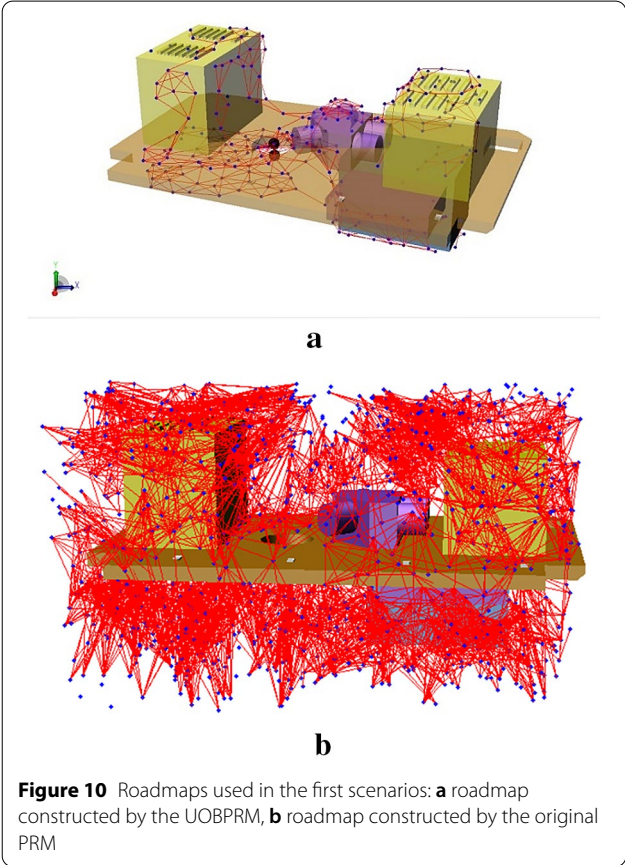 Y
X
a
b
Figure 10 Roadmaps used in the first scenarios: a roadmap
constructed by the UOBPRM, b roadmap constructed by the original
PRM